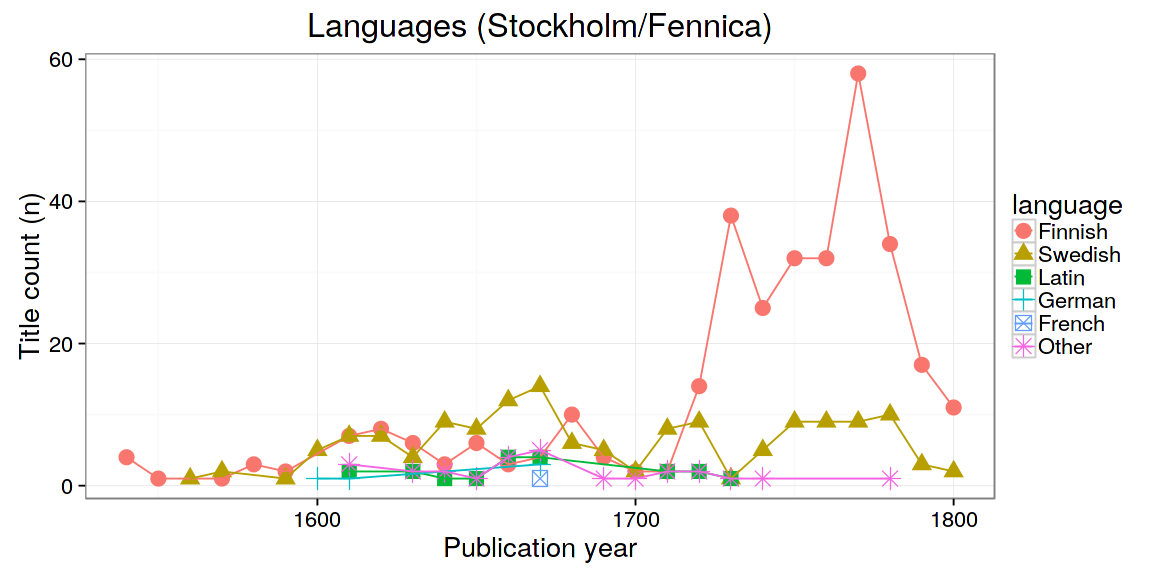 Languages (Stockholm/Fennica)
60
40
20
0
Title count (n)
1600
1700
1800
Publication year
language
Finnish
Swedish
Latin
German
French
Other